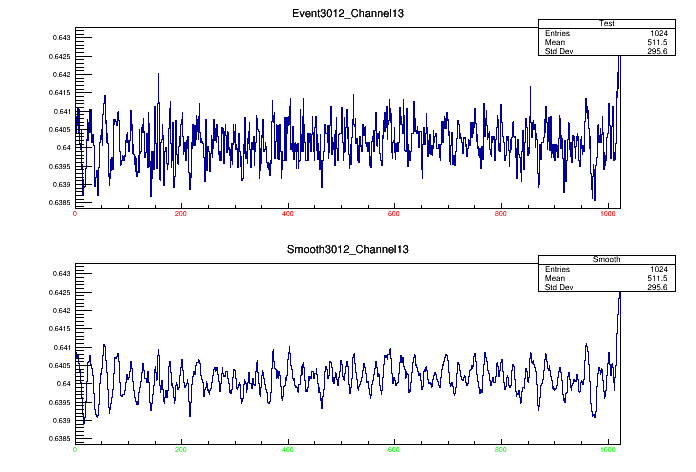 Event3012_Channel13
Test
Entries 1024
Mean 511.5
Std Dev 295.6
0.643
0.6425
0.642
0.6415
0.641
0.6405
0.64
0.6395
0.639
0.6385
0 200 400 600 800 1000
Smooth3012_Channel13
Smooth
Entries 1024
Mean 511.5
Std Dev 295.6
0.643
0.6425
0.642
0.6415
0.641
0.6405
0.64
0.6395
0.639
0.6385
0 200 400 600 800 1000